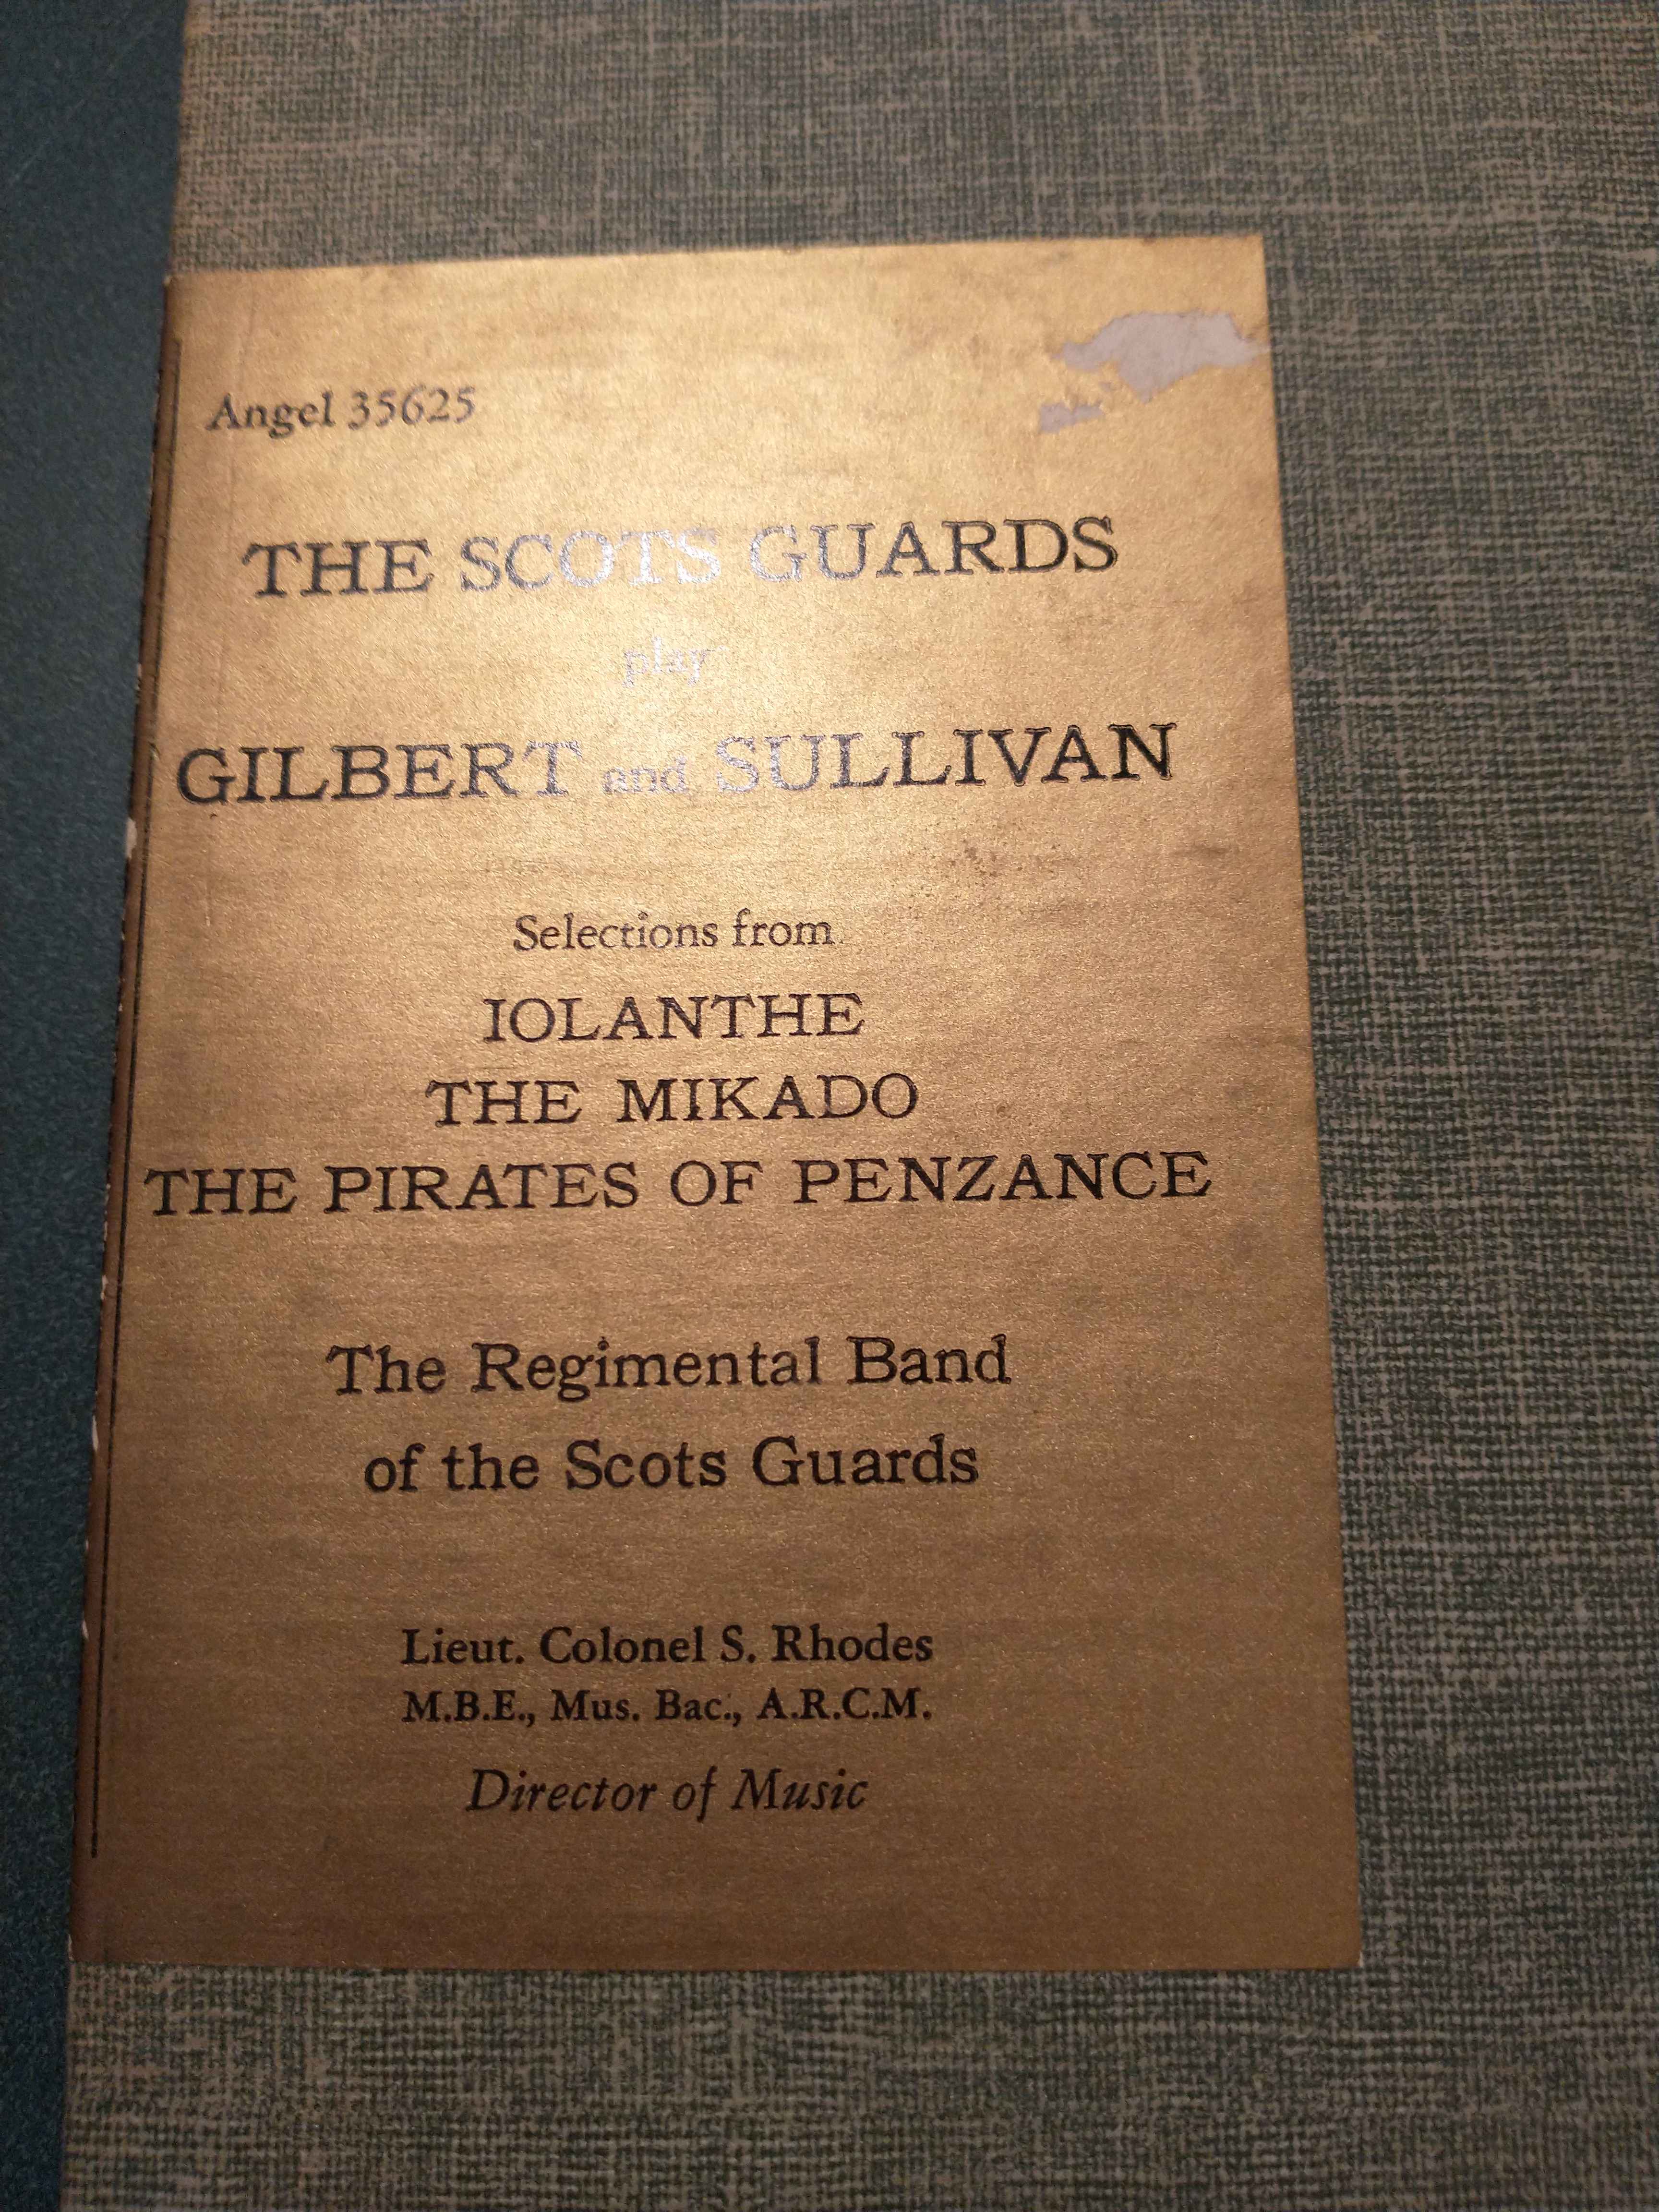 Angel 35625
THE SCOTS GUARDS
play
GILBERT and SULLIVAN
Selections from
IOLANTHE
THE MIKADO
THE PIRATES OF PENZANCE
The Regimental Band
of the Scots Guards
Lieut. Colonel S. Rhodes
M.B.E., Mus. Bac., A.R.C.M.
Director of Music